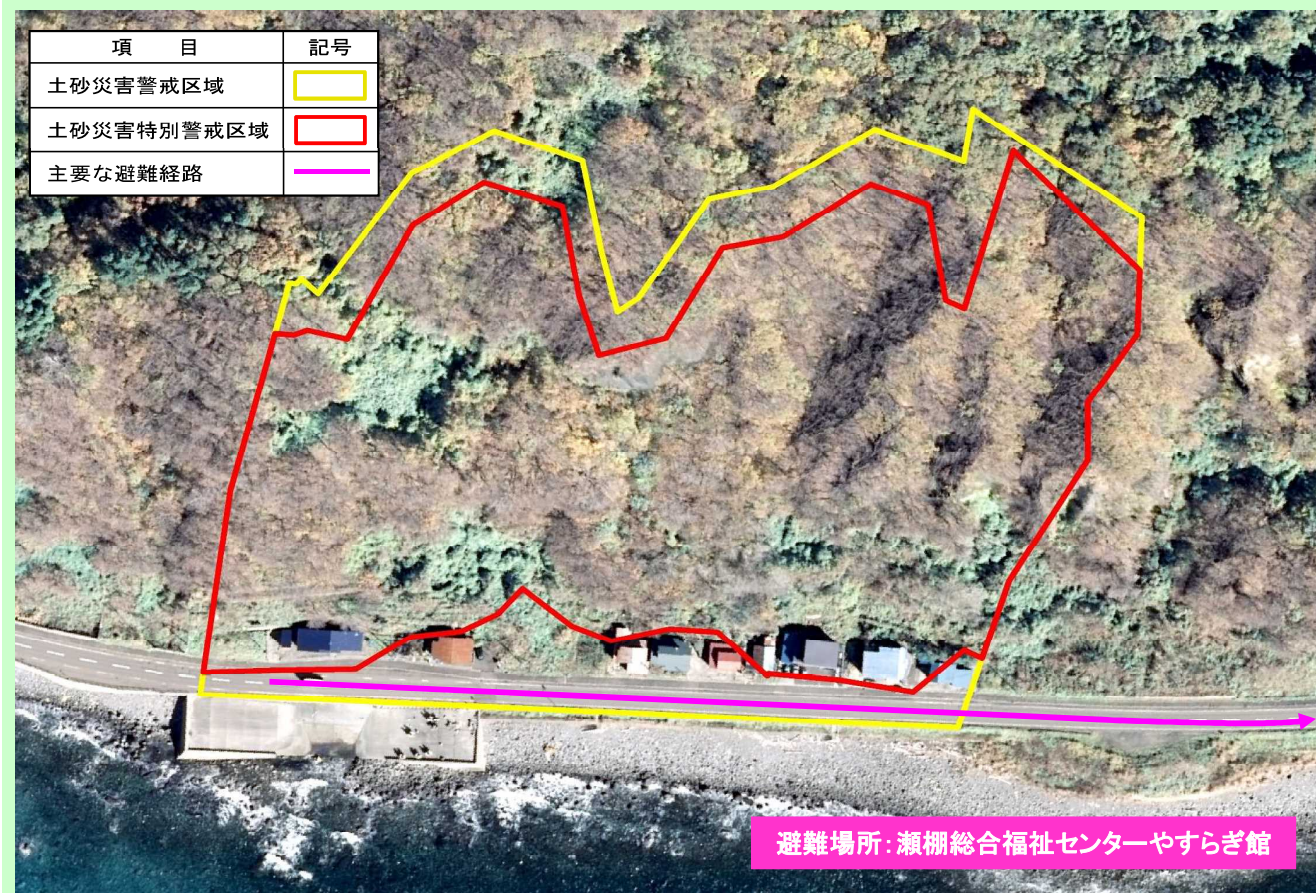 項 目 記号
土砂災害警戒区域
土砂災害特別警戒区域
主要な避難経路
避難場所：瀬棚総合福祉センターやすらぎ館